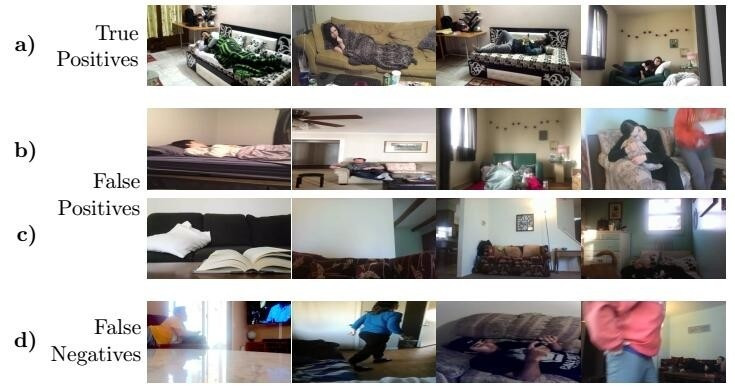 a) True
Positives
b)
False
Positives
c)
d) False
Negatives